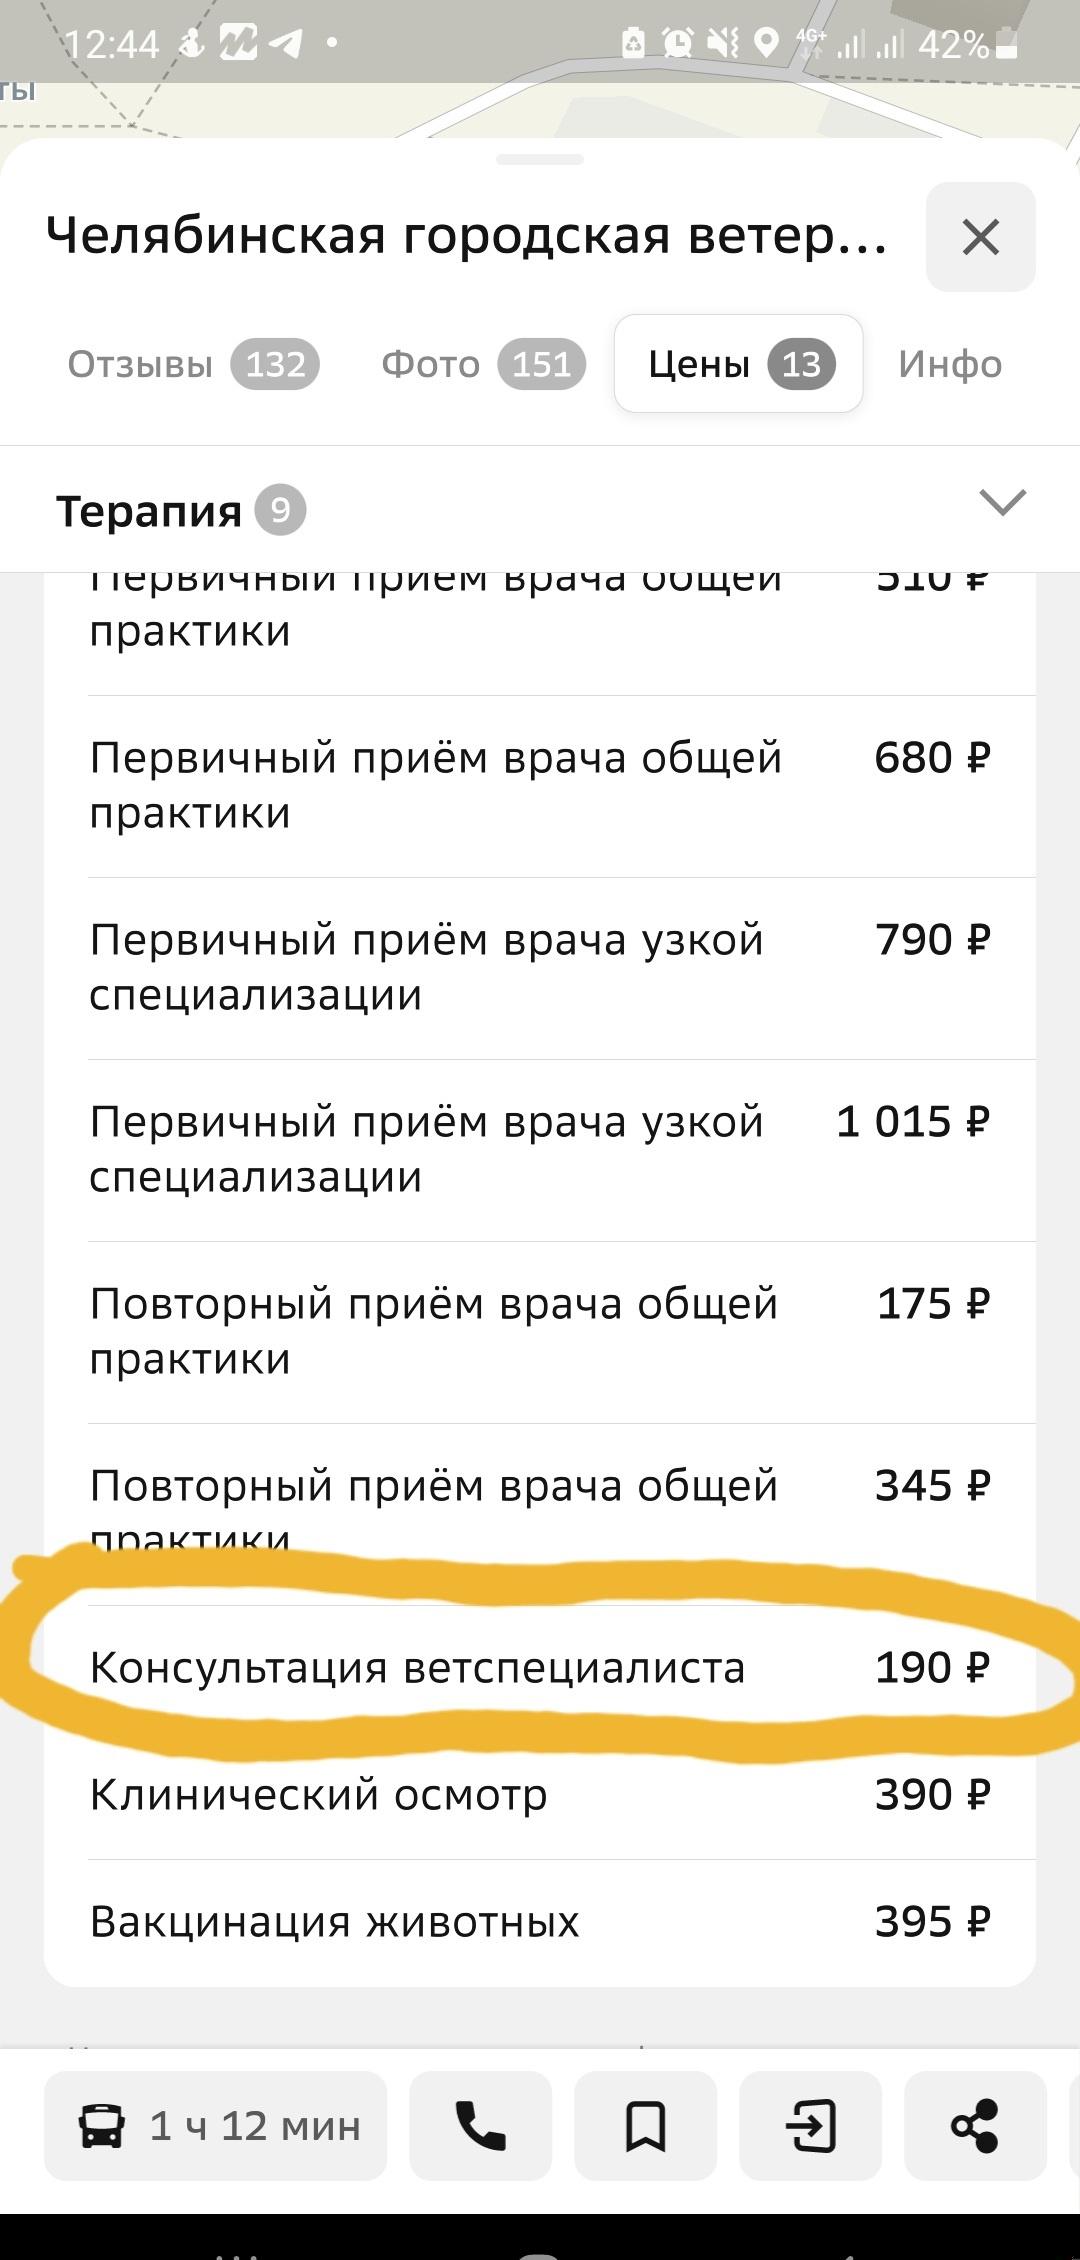 12:44
4G+
42%
ты
Челябинская городская ветер...
Отзывы 132 Фото 151 Цены 13 Инфо
Терапия 9
Первичный приём врача общей 510 ₽
практики
Первичный приём врача общей 680 ₽
практики
Первичный приём врача узкой 790 ₽
специализации
Первичный приём врача узкой 1 015 ₽
специализации
Повторный приём врача общей 175 ₽
практики
Повторный приём врача общей 345 ₽
практики
Консультация ветспециалиста 190 ₽
Клинический осмотр 390 ₽
Вакцинация животных 395 ₽
1 ч 12 мин